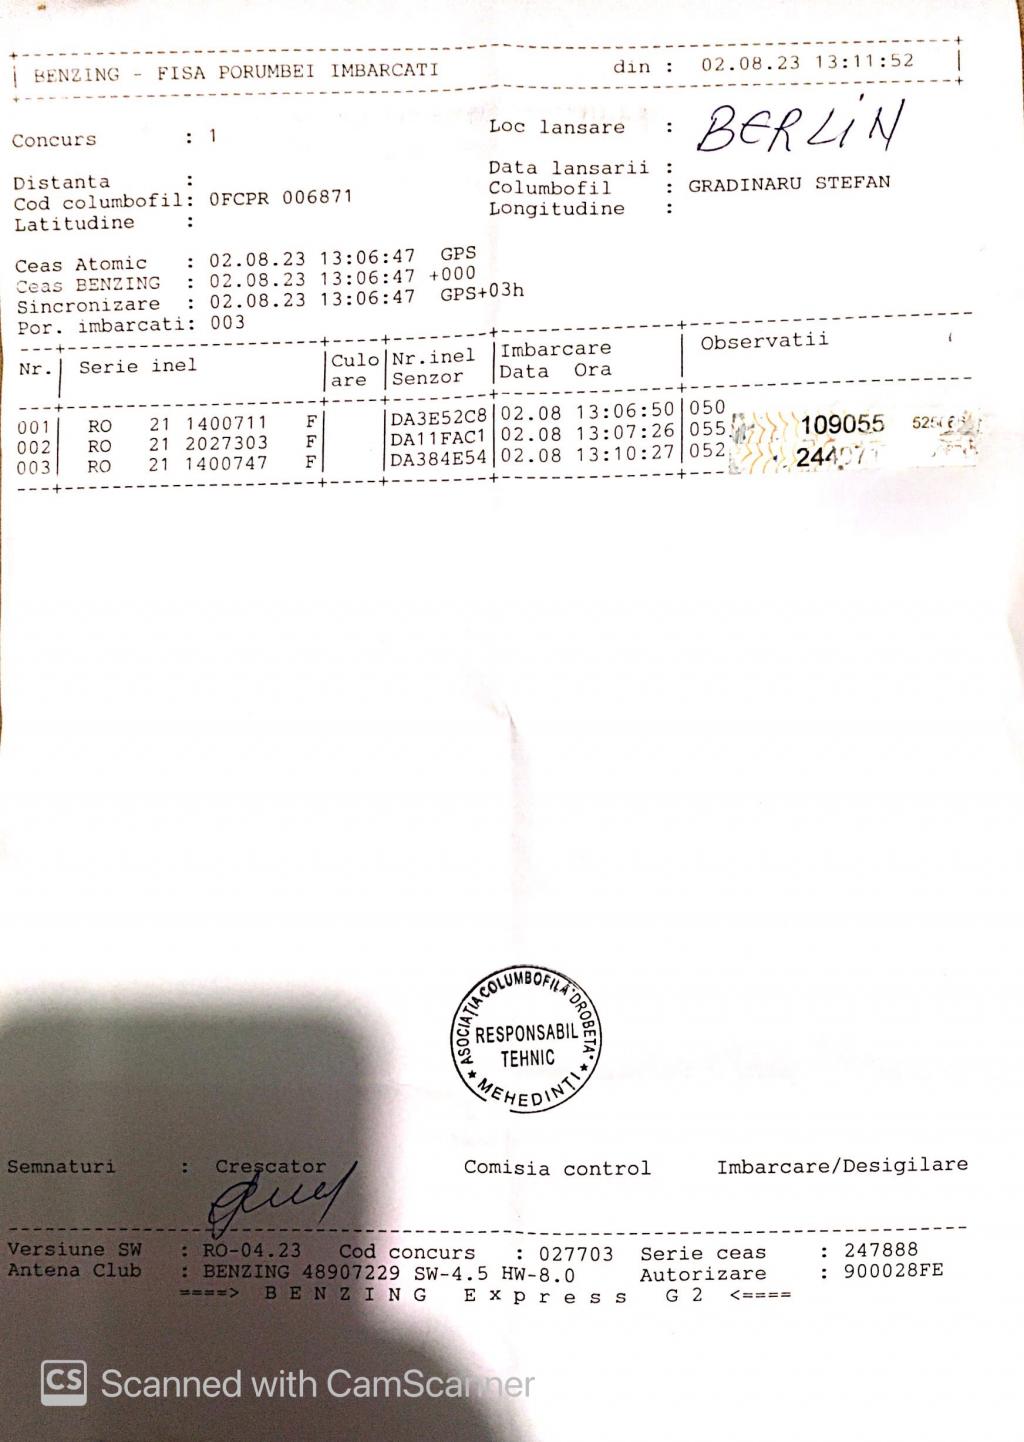 BENZING - FISA PORUMBEI IMBARCATI din : 02.08.23 13:11:52
Concurs : 1 Loc lansare : BERLIN
Distanta : Data lansarii :
Cod columbofil: OFCPR 006871 Columbofil : GRADINARU STEFAN
Latitudine : Longitudine :
Ceas Atomic : 02.08.23 13:06:47 GPS
Ceas BENZING : 02.08.23 13:06:47 +000
Sincronizare : 02.08.23 13:06:47 GPS+03h
Por. imbarcati: 003
Nr. Serie inel Culo Nr.inel Imbarcare Observatii
are Senzor Data Ora
001 RO 21 1400711 F DA3E52C8 02.08 13:06:50 050
002 RO 21 2027303 F DA11FAC1 02.08 13:07:26 055 109055
003 RO 21 1400747 F DA384E54 02.08 13:10:27 052
ASOCIAȚIA COLUMBOFILĂ "DROBETA"
RESPONSABIL
TEHNIC
MEHEDINTI
Semnaturi : Crescator Comisia control Imbarcare/Desigilare
Versiune SW : RO-04.23 Cod concurs : 027703 Serie ceas : 247888
Antena Club : BENZING 48907229 SW-4.5 HW-8.0 Autorizare : 900028FE
====> B E N Z I N G E x p r e s s G 2 <====
CS Scanned with CamScanner